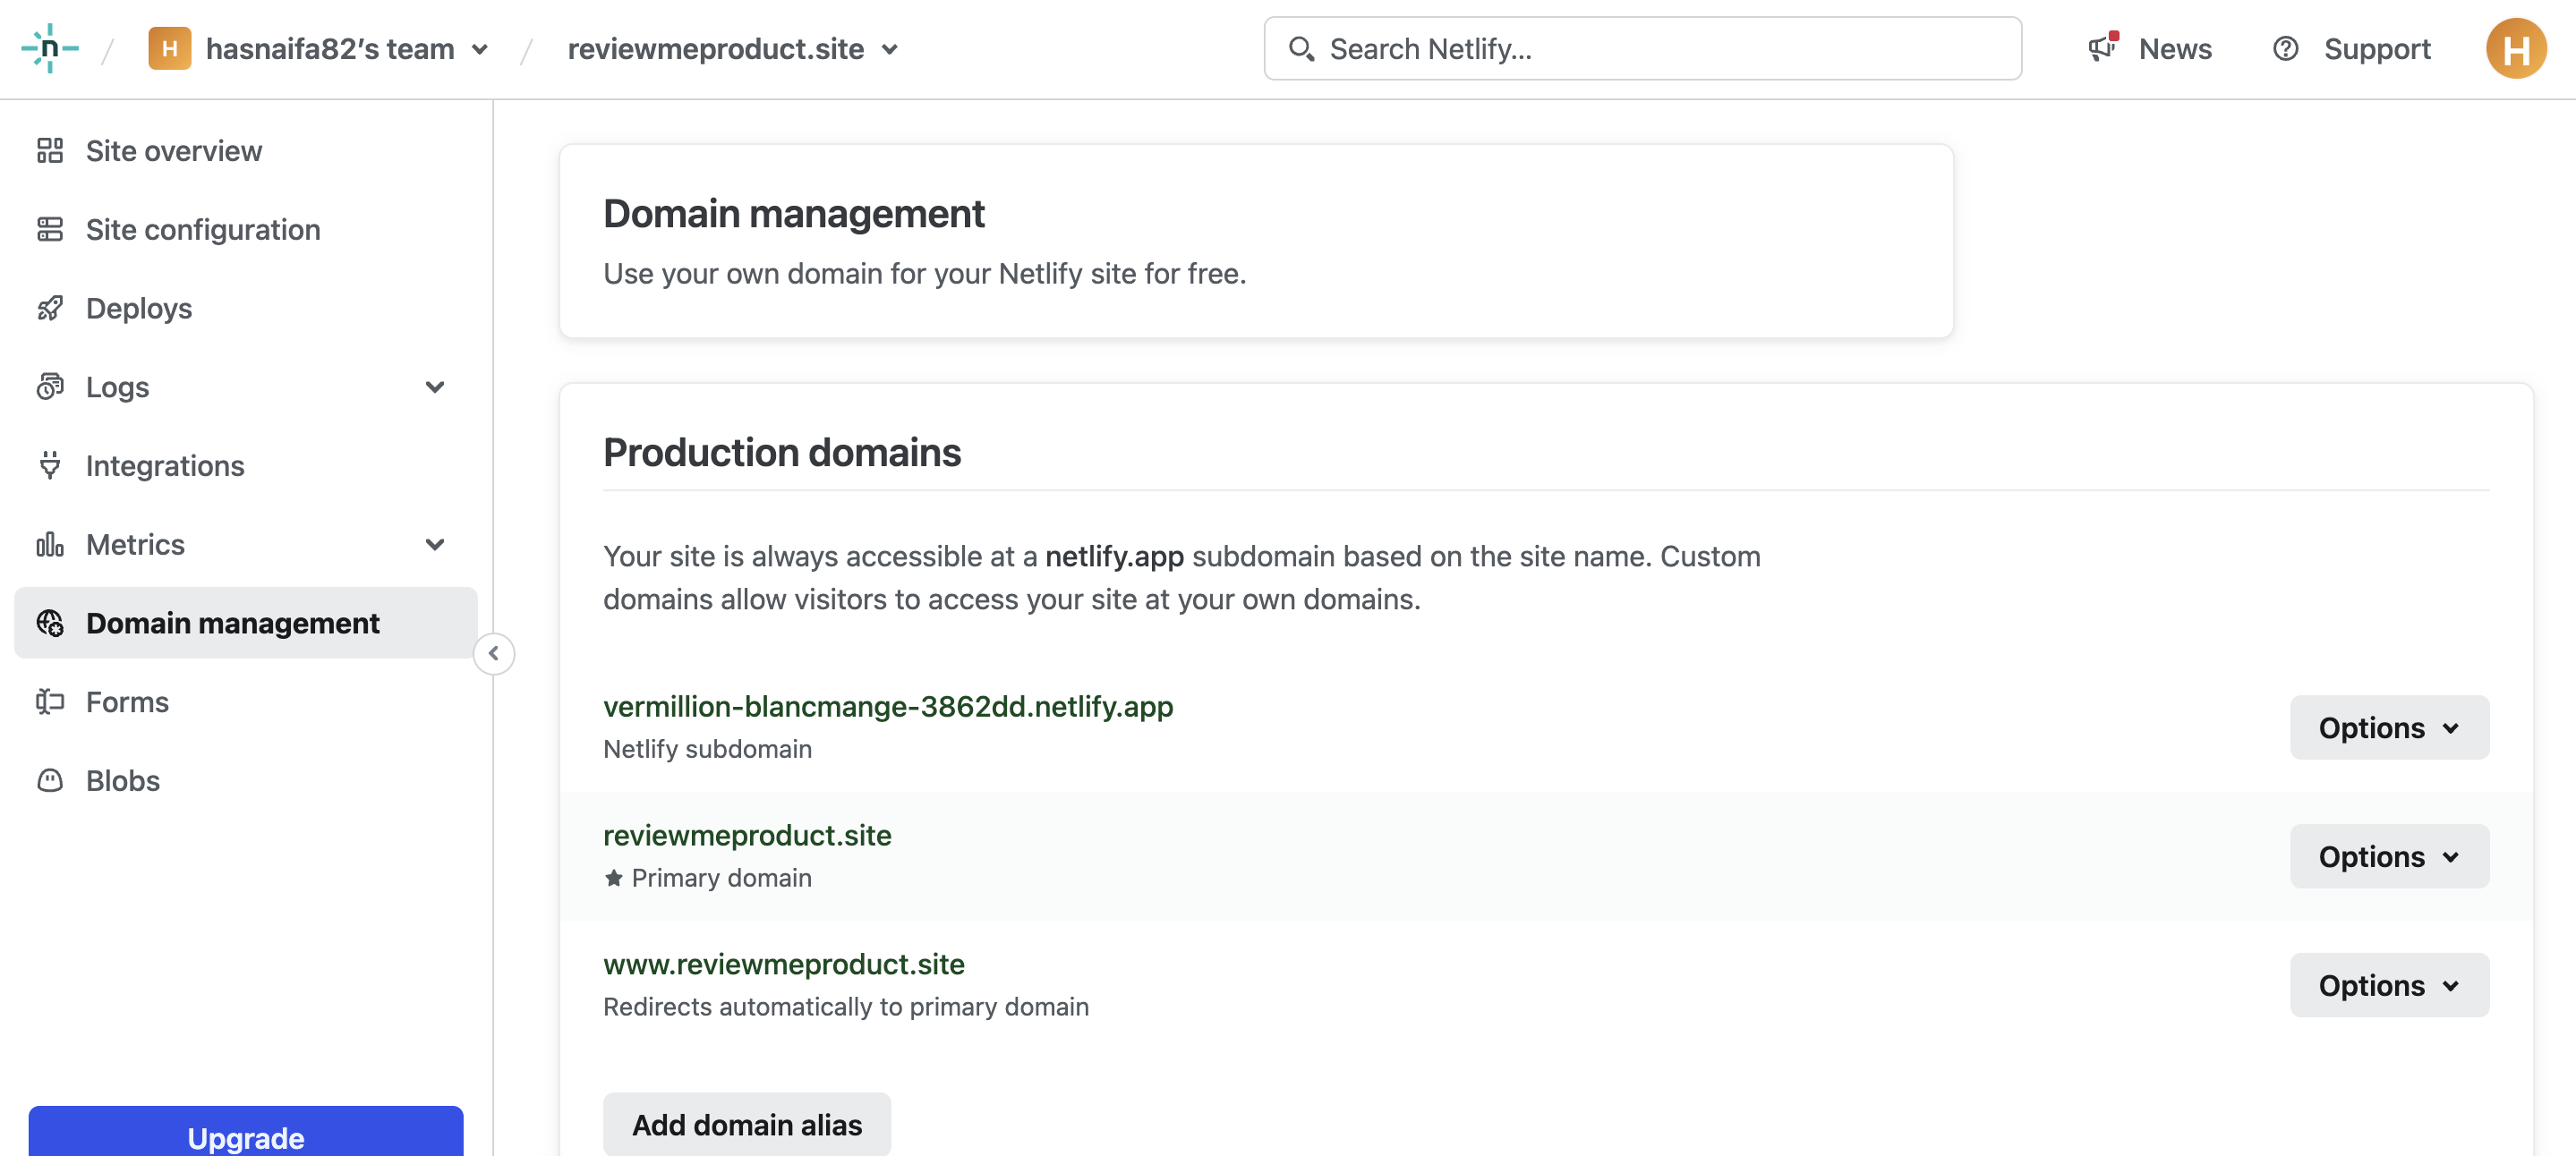 n / H hasnaifa82’s team / reviewmeproduct.site Search Netlify... News Support H
Site overview
Site configuration
Deploys
Logs
Integrations
Metrics
Domain management
Forms
Blobs
Upgrade
Domain management
Use your own domain for your Netlify site for free.
Production domains
Your site is always accessible at a netlify.app subdomain based on the site name. Custom
domains allow visitors to access your site at your own domains.
vermillion-blancmange-3862dd.netlify.app
Netlify subdomain
Options
reviewmeproduct.site
★ Primary domain
Options
www.reviewmeproduct.site
Redirects automatically to primary domain
Options
Add domain alias